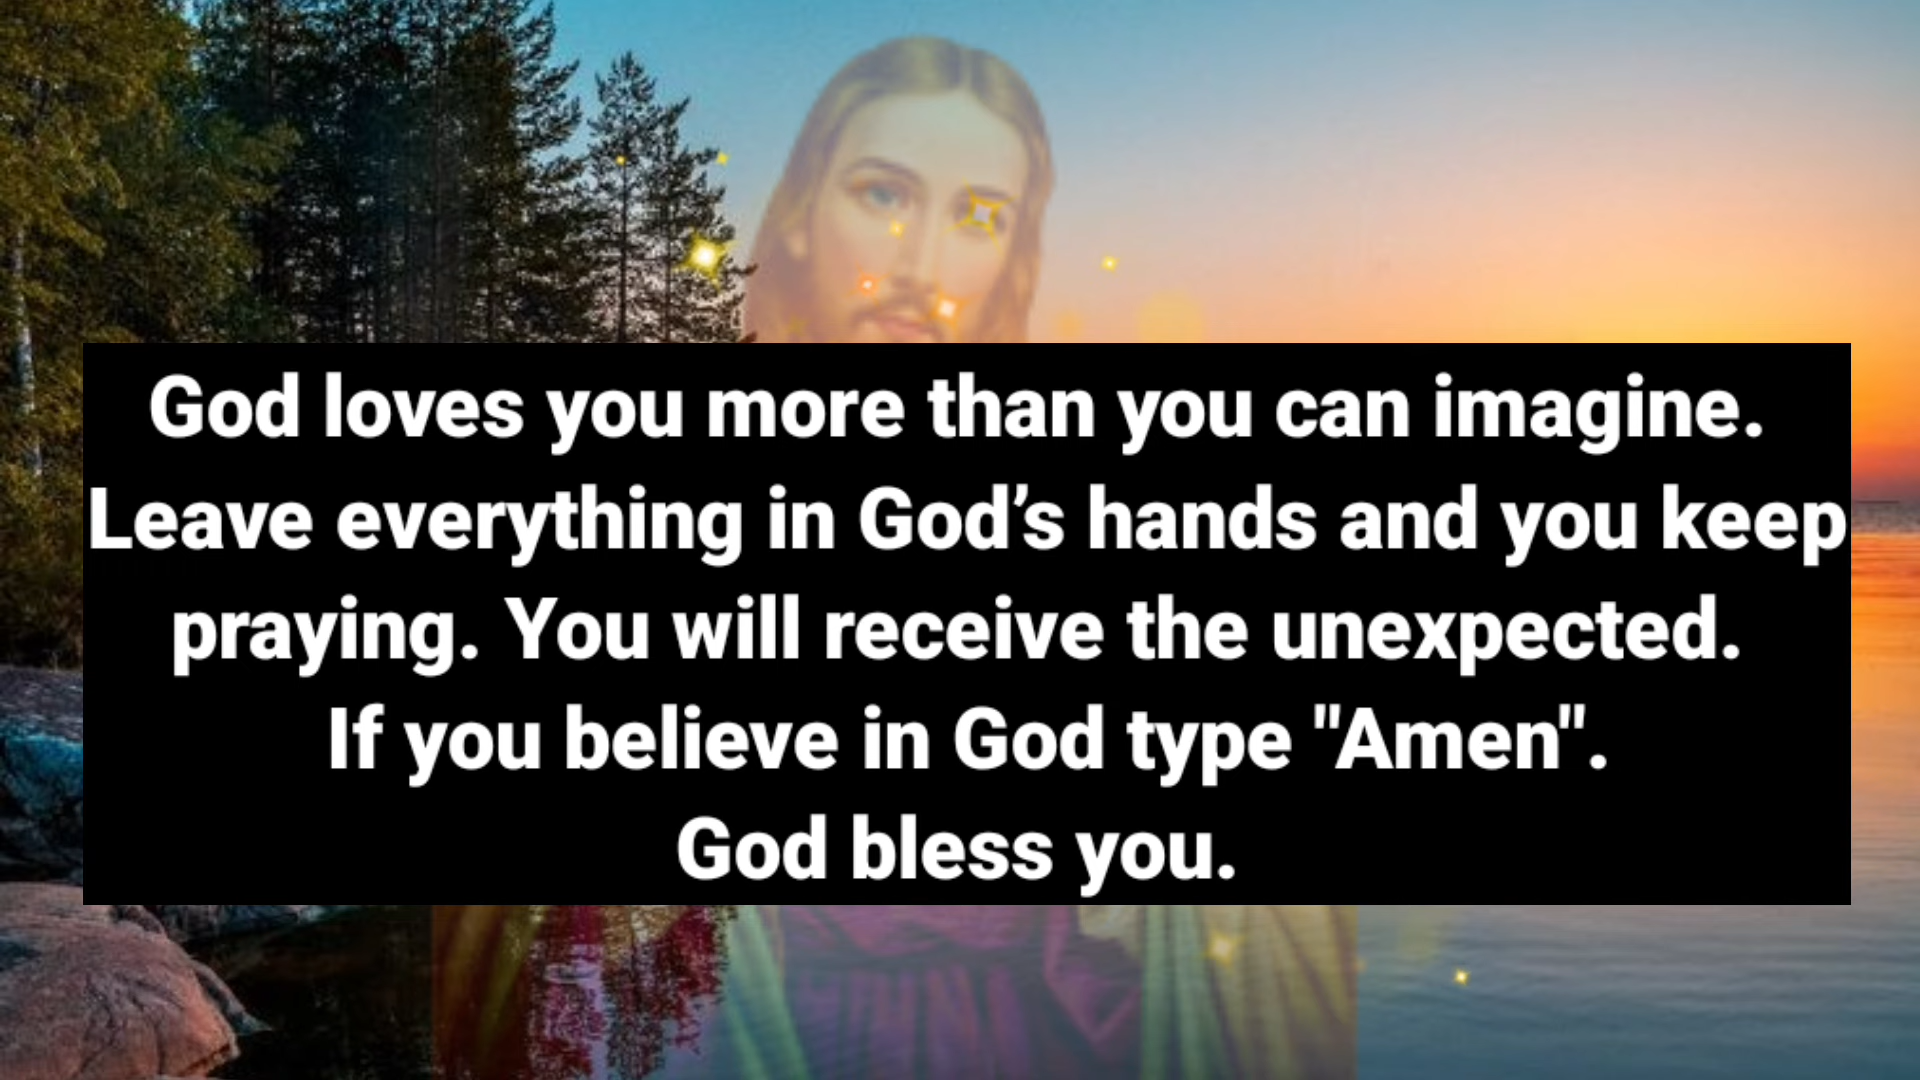 God loves you more than you can imagine.
Leave everything in God’s hands and you keep
praying. You will receive the unexpected.
If you believe in God type "Amen".
God bless you.